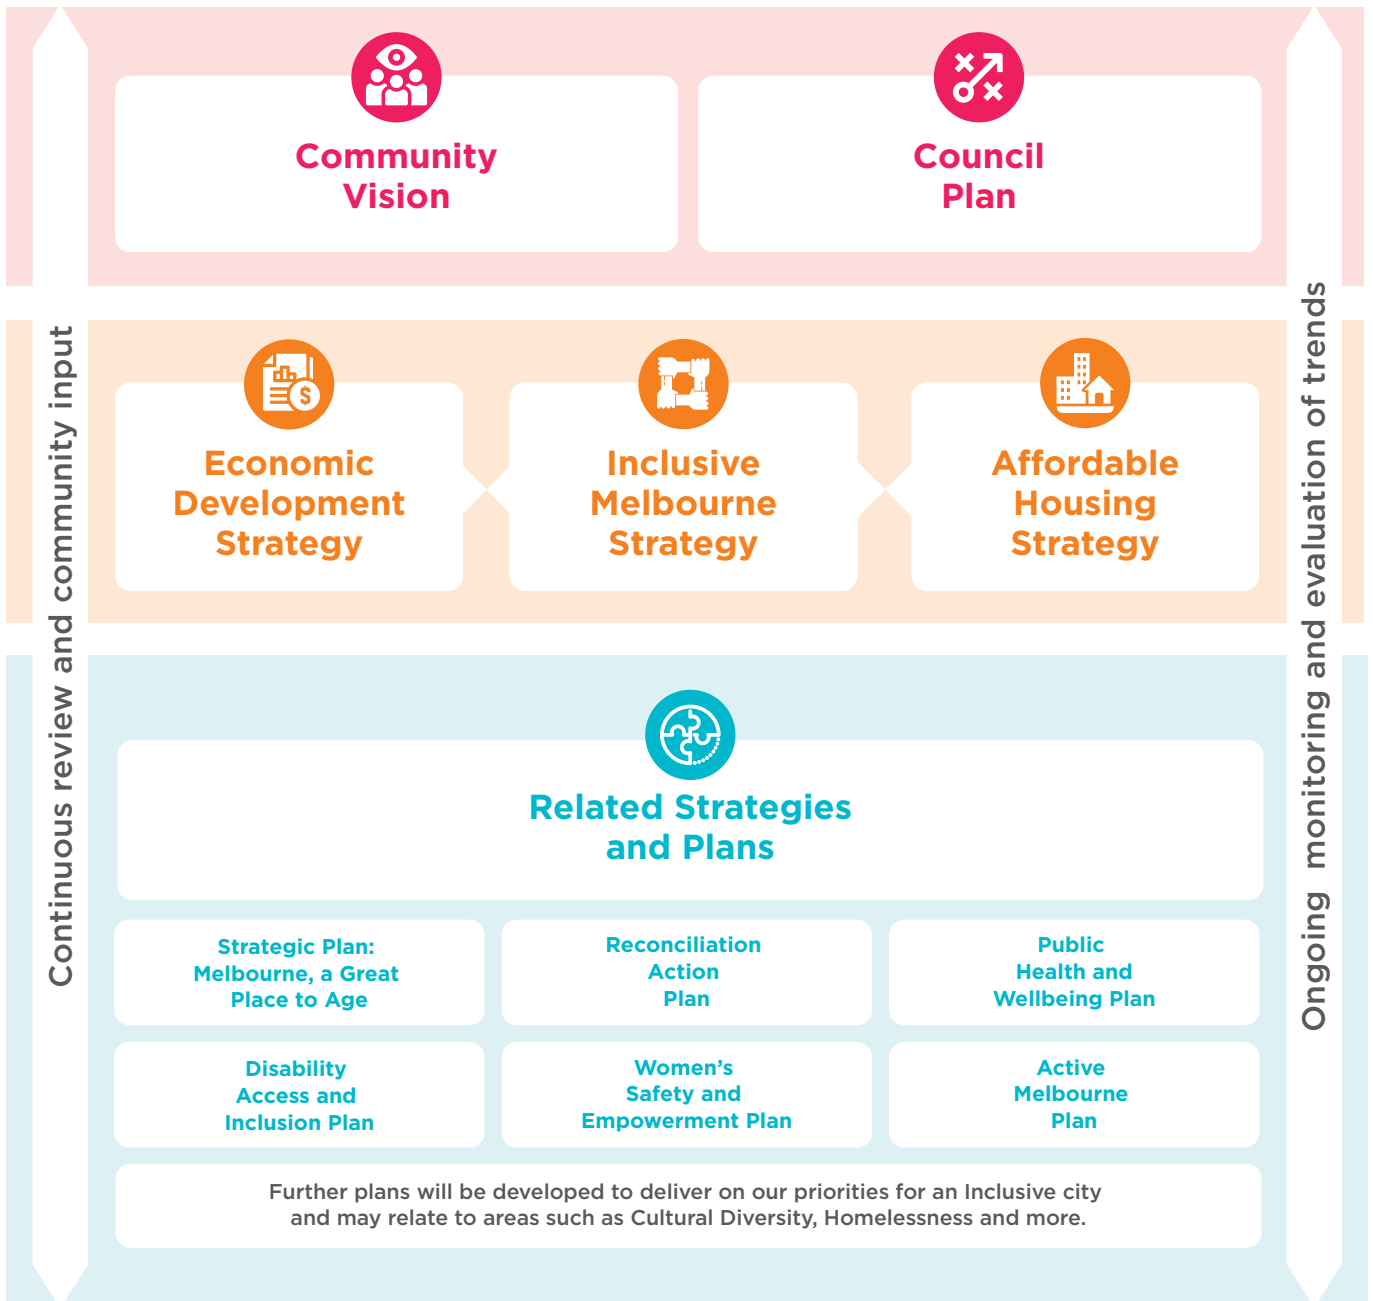 Community
Vision
Council
Plan
Continuous review and community input
Ongoing monitoring and evaluation of trends
Economic
Development
Strategy
Inclusive
Melbourne
Strategy
Affordable
Housing
Strategy
Related Strategies
and Plans
Strategic Plan:
Melbourne, a Great
Place to Age
Reconciliation
Action
Plan
Public
Health and
Wellbeing Plan
Disability
Access and
Inclusion Plan
Women’s
Safety and
Empowerment Plan
Active
Melbourne
Plan
Further plans will be developed to deliver on our priorities for an Inclusive city
and may relate to areas such as Cultural Diversity, Homelessness and more.